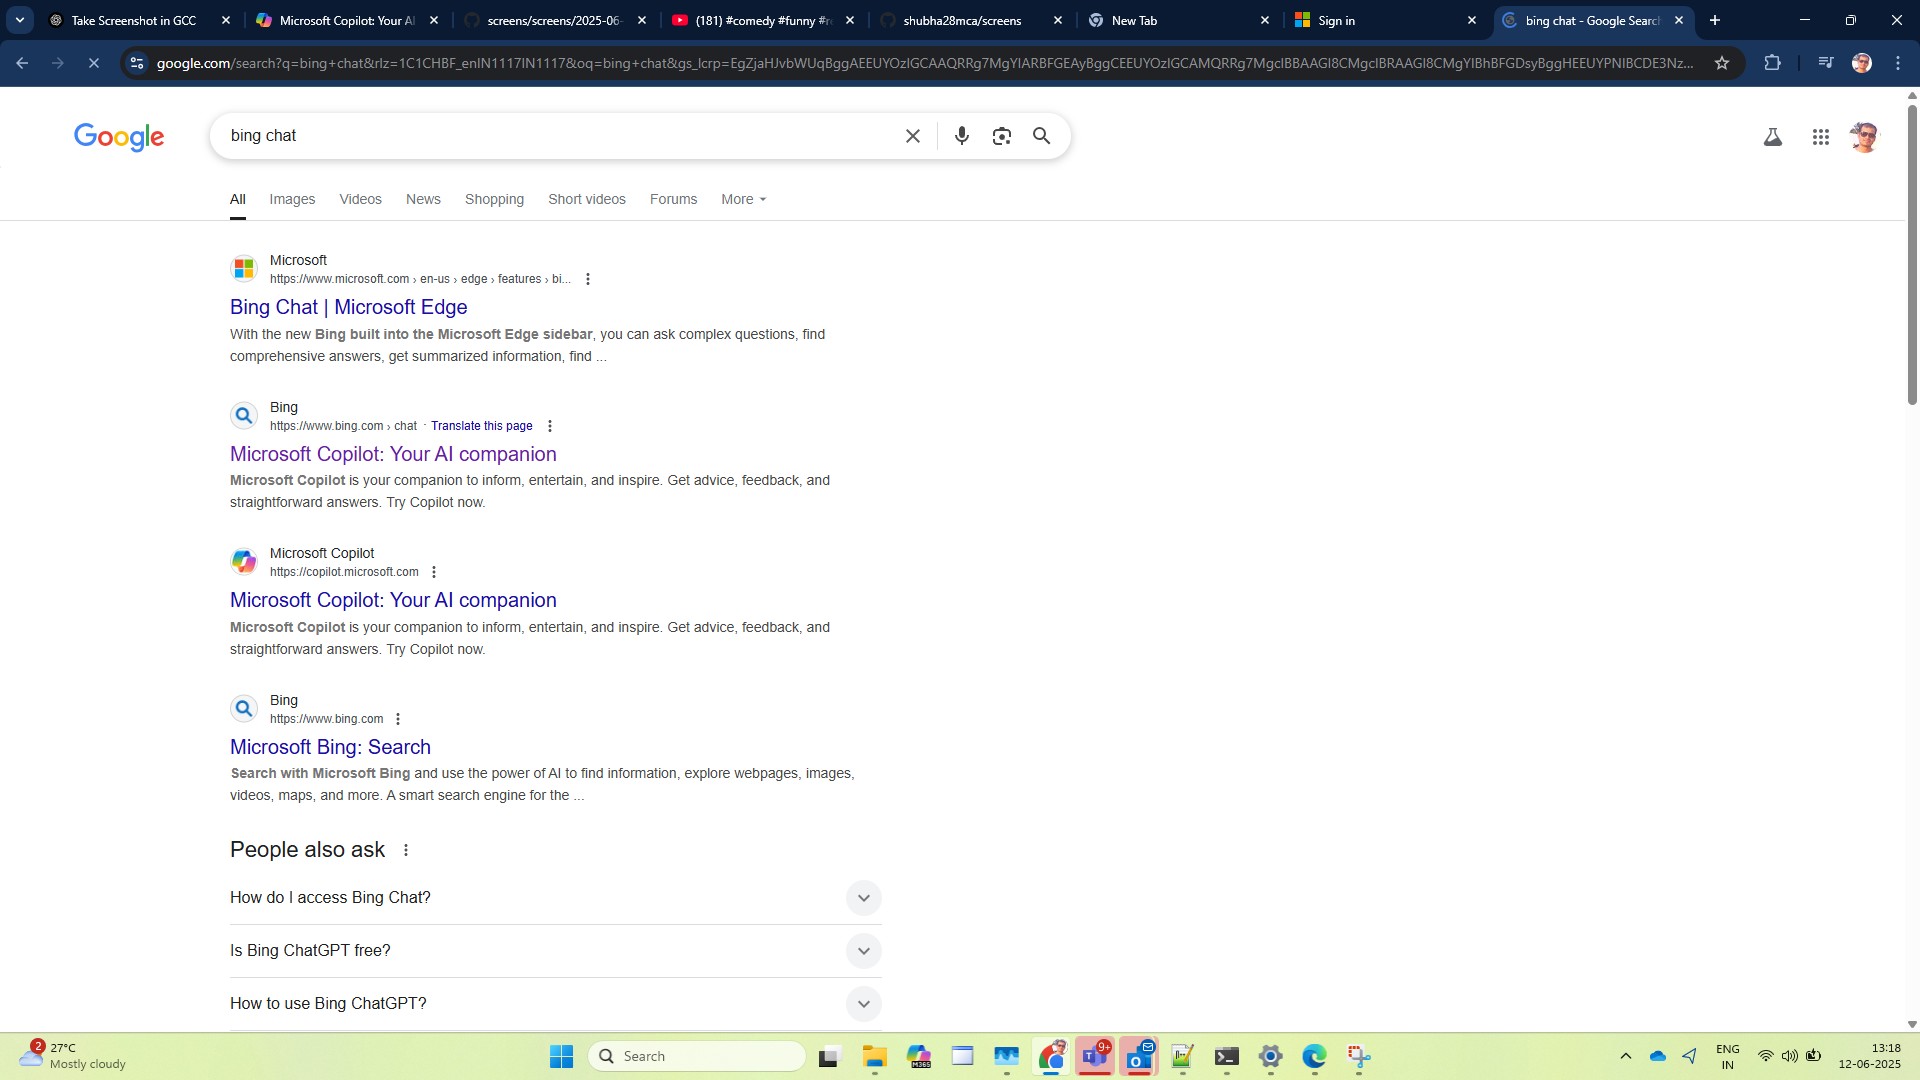 Take Screenshot in GCC
Microsoft Copilot: Your AI
screens/screens/2025-06-
(181) #comedy #funny #re
shubha28mca/screens
New Tab
Sign in
bing chat - Google Search
google.com/search?q=bing+chat&rlz=1C1CHBF_enIN1117IN1117&oq=bing+chat&gs_lcrp=
Google
bing chat
All Images Videos News Shopping Short videos Forums More
Microsoft
https://www.microsoft.com › en-us › edge › features › bi...
Bing Chat | Microsoft Edge
With the new Bing built into the Microsoft Edge sidebar, you can ask complex questions, find
comprehensive answers, get summarized information, find ...
Bing
https://www.bing.com › chat · Translate this page
Microsoft Copilot: Your AI companion
Microsoft Copilot is your companion to inform, entertain, and inspire. Get advice, feedback, and
straightforward answers. Try Copilot now.
Microsoft Copilot
https://copilot.microsoft.com
Microsoft Copilot: Your AI companion
Microsoft Copilot is your companion to inform, entertain, and inspire. Get advice, feedback, and
straightforward answers. Try Copilot now.
Bing
https://www.bing.com
Microsoft Bing: Search
Search with Microsoft Bing and use the power of AI to find information, explore webpages, images,
videos, maps, and more. A smart search engine for the ...
People also ask
How do I access Bing Chat?
Is Bing ChatGPT free?
How to use Bing ChatGPT?
2
27°C
Mostly cloudy
Search
M365
9+
ENG
IN
13:18
12-06-2025